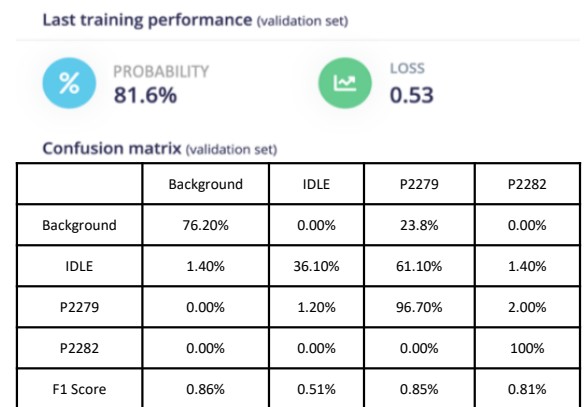 Last training performance (validation set)
% PROBABILITY LOSS
81.6% 0.53
Confusion matrix (validation set)
Background IDLE P2279 P2282
Background 76.20% 0.00% 23.8% 0.00%
IDLE 1.40% 36.10% 61.10% 1.40%
P2279 0.00% 1.20% 96.70% 2.00%
P2282 0.00% 0.00% 0.00% 100%
F1 Score 0.86% 0.51% 0.85% 0.81%